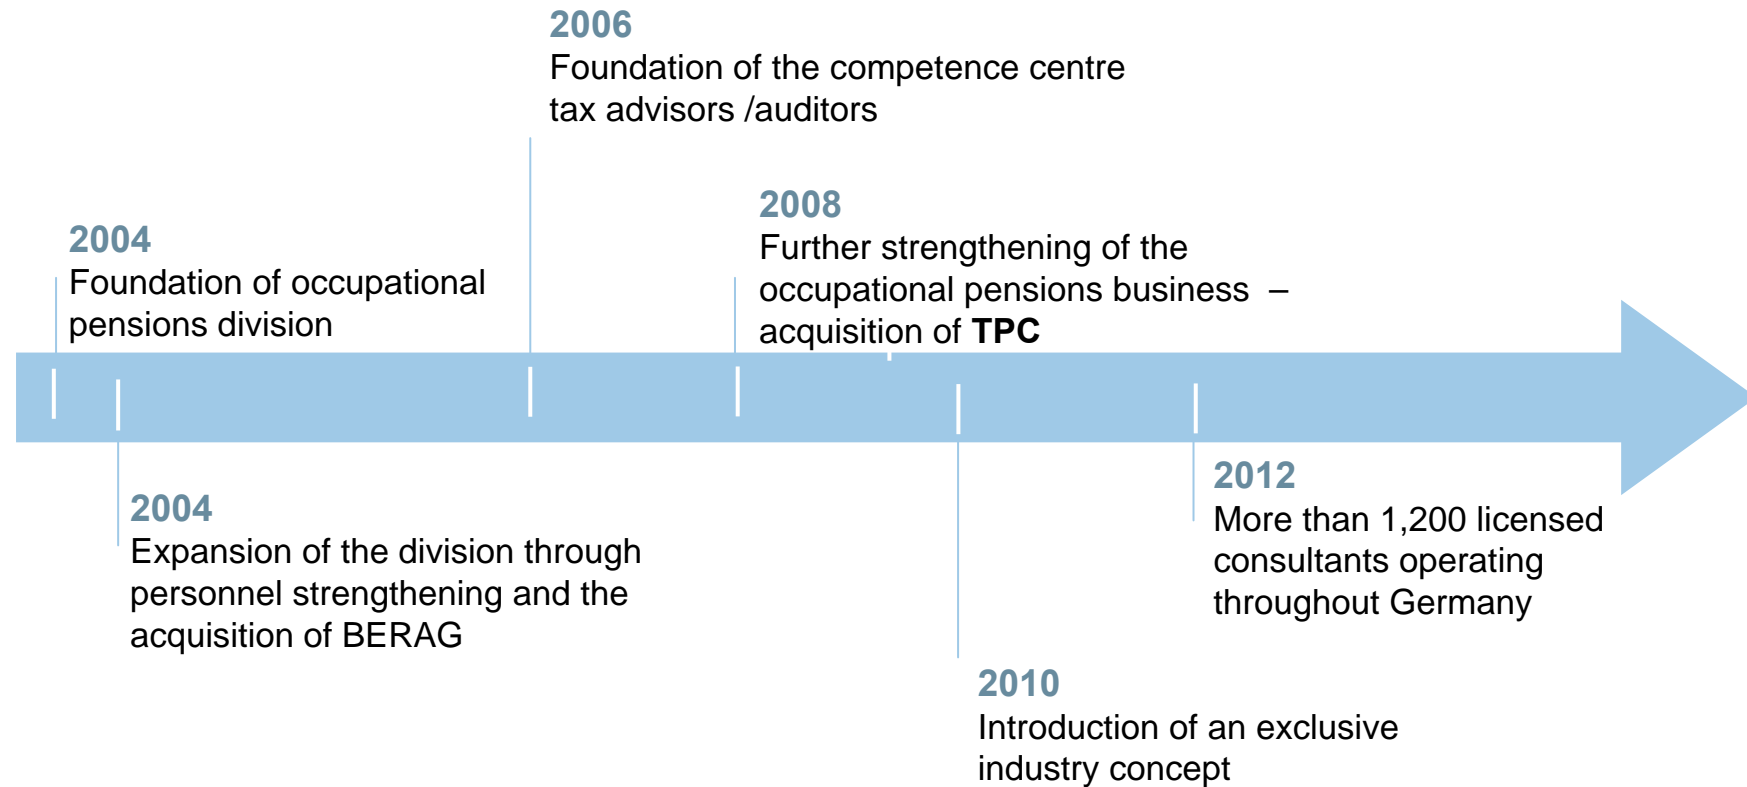 2006
Foundation of the competence centre
tax advisors /auditors
2008
Further strengthening of the
occupational pensions business –
acquisition of TPC
2004
Foundation of occupational
pensions division
2004
Expansion of the division through
personnel strengthening and the
acquisition of BERAG
2012
More than 1,200 licensed
consultants operating
throughout Germany
2010
Introduction of an exclusive
industry concept